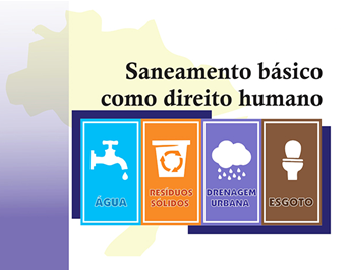 Saneamento básico
como direito humano
ÁGUA
RESÍDUOS
SÓLIDOS
DRENAGEM
URBANA
ESGOTO